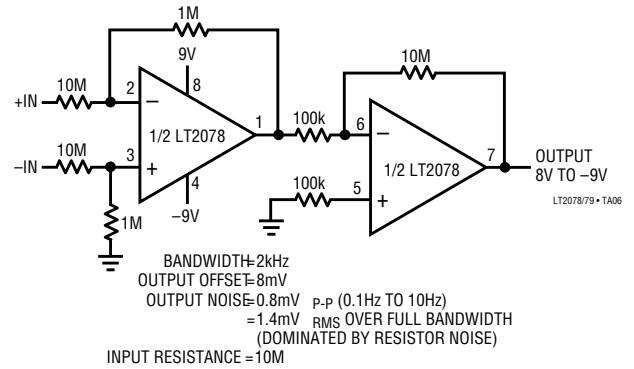 1M
9V
10M
10M
+IN
2
8
−
1
100k
6
−
1/2 LT2078
10M
−IN
3
+
4
1/2 LT2078
7
OUTPUT
8V TO −9V
100k
5
+
1M
−9V
LT2078/79 • TA06
BANDWIDTH=2kHz
OUTPUT OFFSET=8mV
OUTPUT NOISE=0.8mV P-P (0.1Hz TO 10Hz)
=1.4mV RMS OVER FULL BANDWIDTH
(DOMINATED BY RESISTOR NOISE)
INPUT RESISTANCE =10M